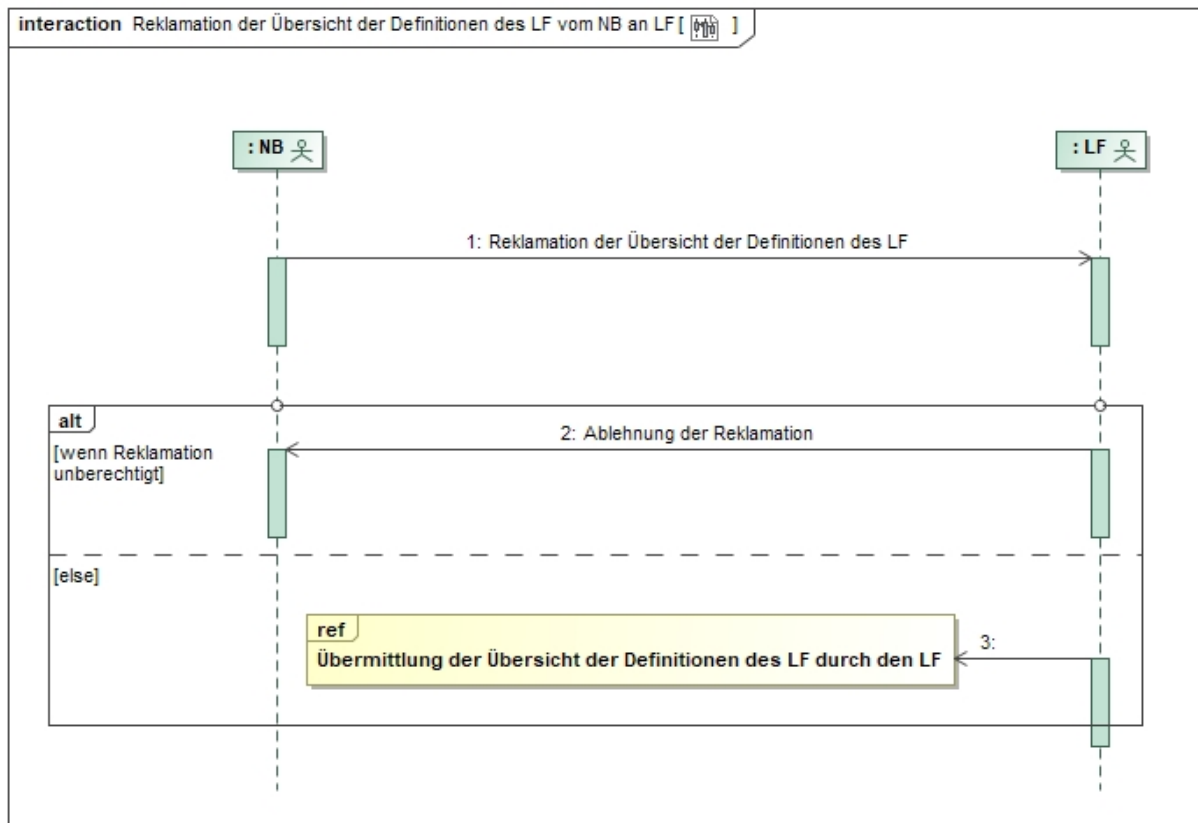 interaction Reklamation der Übersicht der Definitionen des LF vom NB an LF [ ]
: NB
: LF
1: Reklamation der Übersicht der Definitionen des LF
alt
2: Ablehnung der Reklamation
[wenn Reklamation
unberechtigt]
[else]
ref
3:
Übermittlung der Übersicht der Definitionen des LF durch den LF